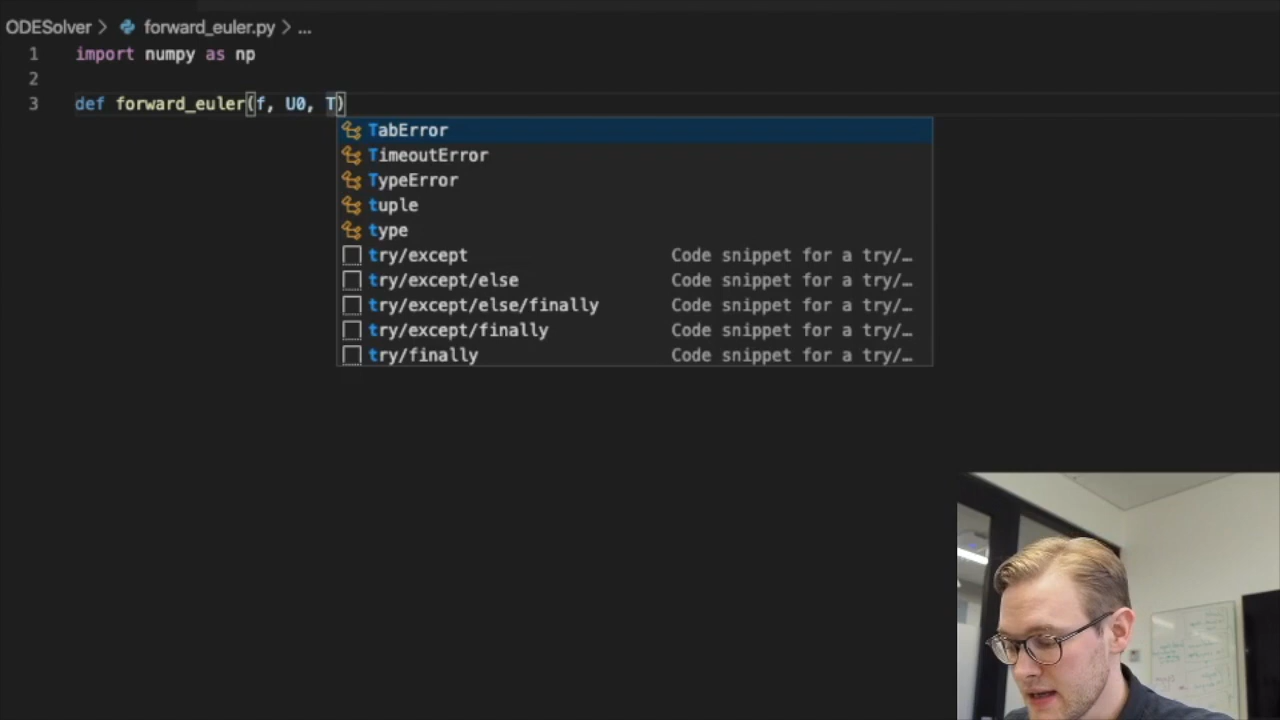 ODESolver > forward_euler.py > ...
1 import numpy as np
2
3 def forward_euler(f, U0, T)
TabError
TimeoutError
TypeError
tuple
type
try/except Code snippet for a try/…
try/except/else Code snippet for a try/…
try/except/else/finally Code snippet for a try/…
try/except/finally Code snippet for a try/…
try/finally Code snippet for a try/…